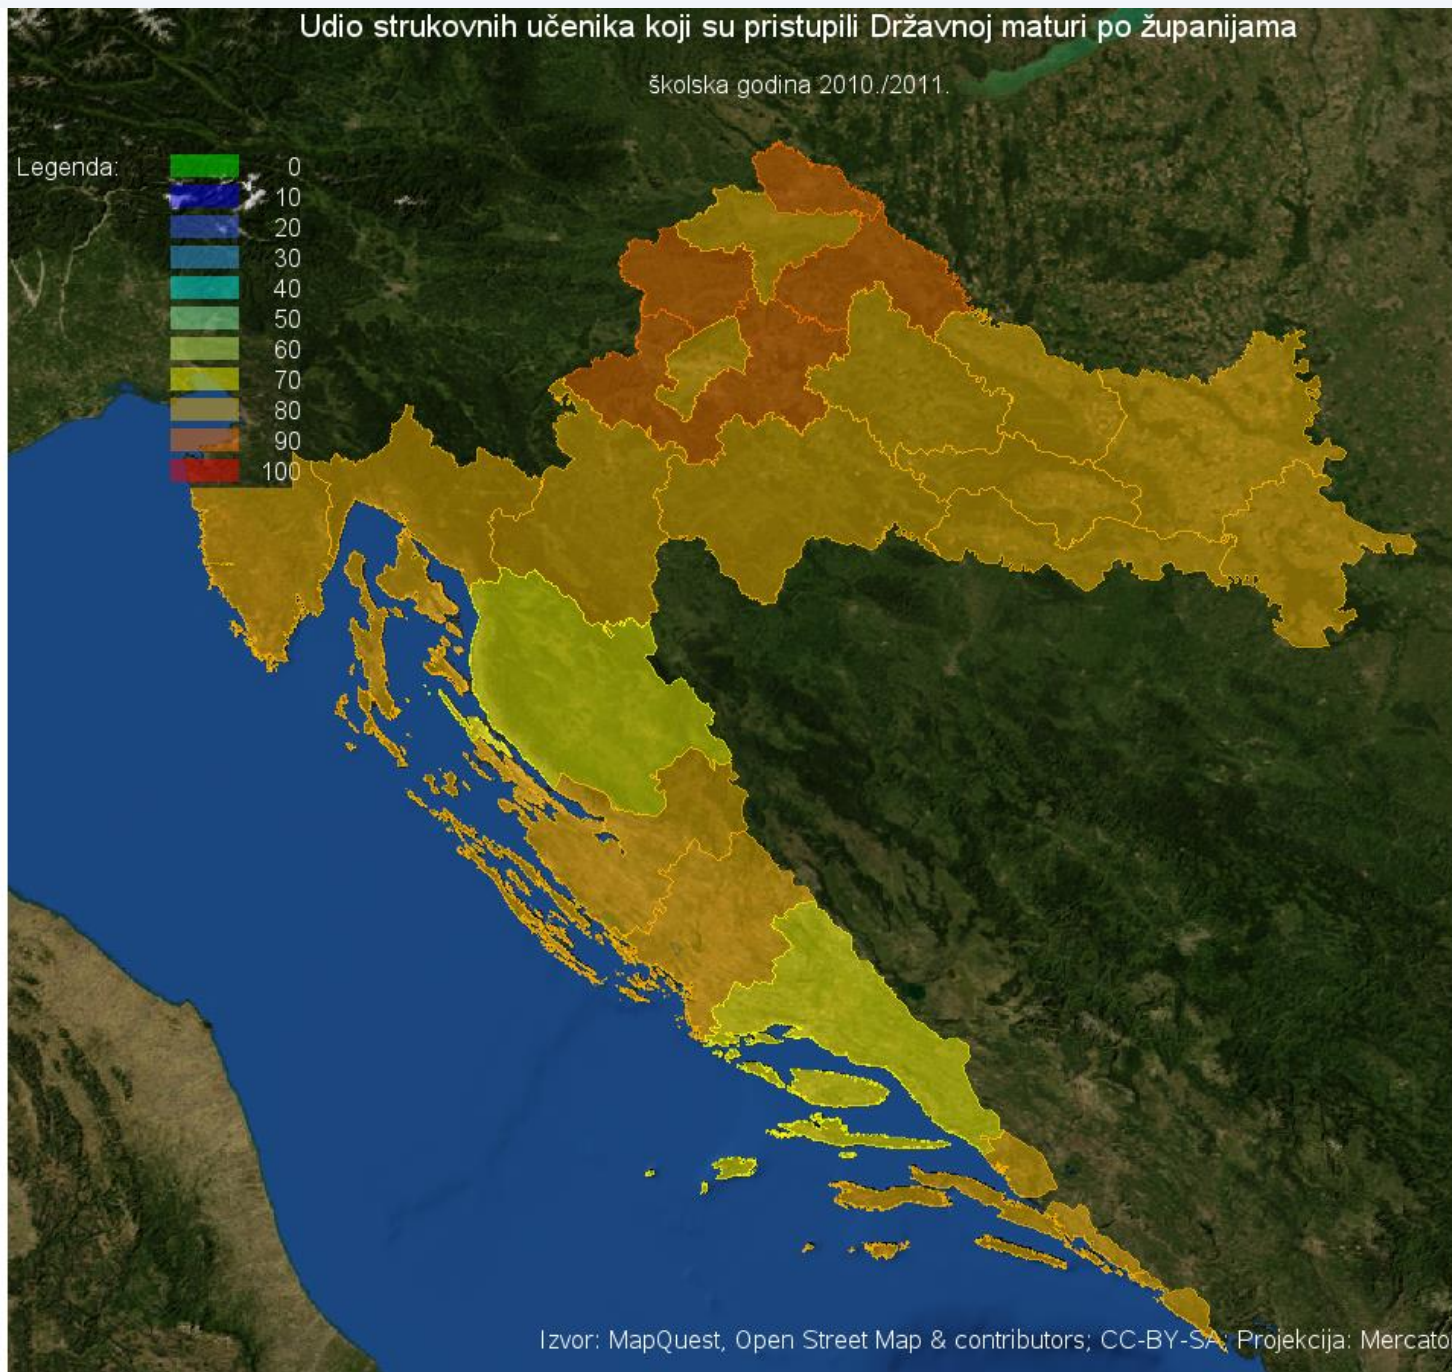 Udio strukovnih učenika koji su pristupili Državnoj maturi po županijama
školska godina 2010./2011.
Legenda:
0
10
20
30
40
50
60
70
80
90
100
Izvor: MapQuest, Open Street Map & contributors; CC-BY-SA; Projekcija: Mercato